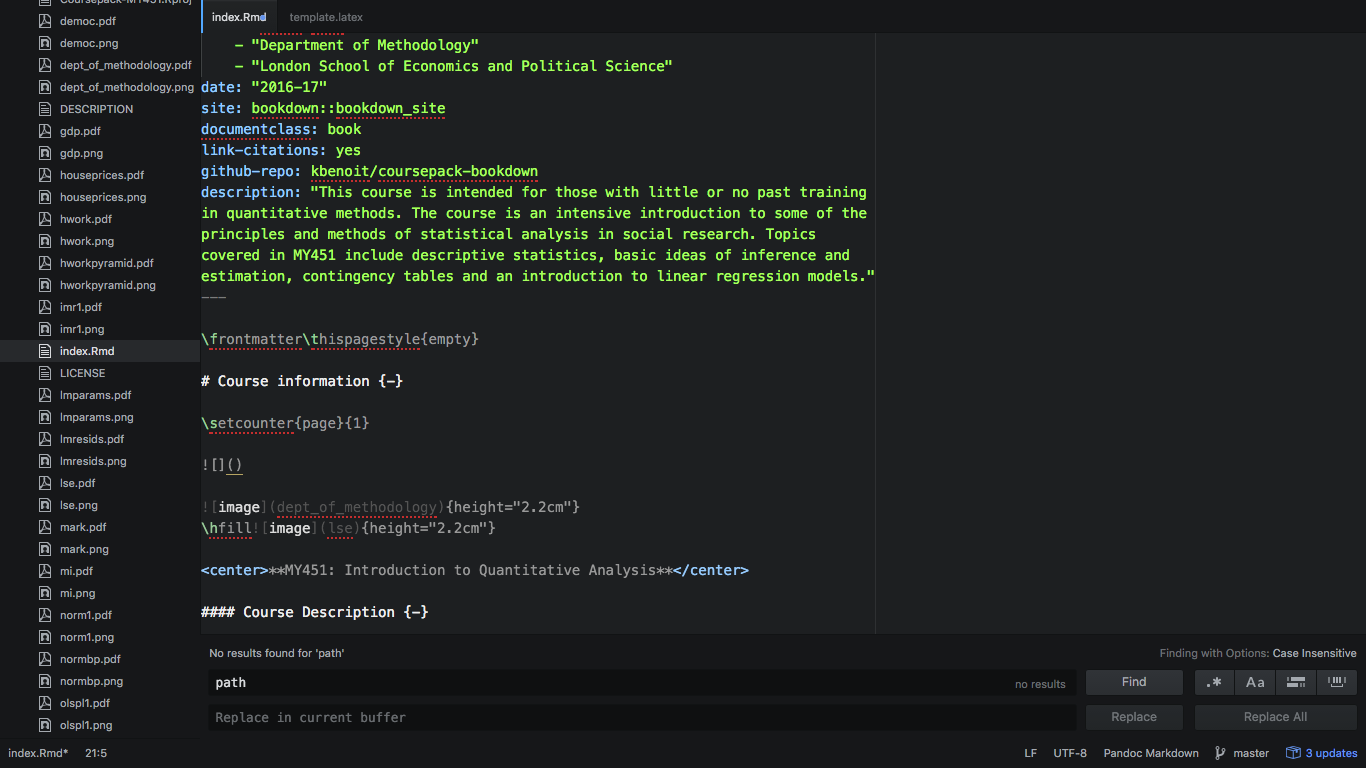 Coursepack-MY451.Rproj
democ.pdf
democ.png
dept_of_methodology.pdf
dept_of_methodology.png
DESCRIPTION
gdp.pdf
gdp.png
houseprices.pdf
houseprices.png
hwork.pdf
hwork.png
hworkpyramid.pdf
hworkpyramid.png
imr1.pdf
imr1.png
index.Rmd
LICENSE
lmparams.pdf
lmparams.png
lmresids.pdf
lmresids.png
lse.pdf
lse.png
mark.pdf
mark.png
mi.pdf
mi.png
norm1.pdf
norm1.png
normbp.pdf
normbp.png
olspl1.pdf
olspl1.png
index.Rmd
template.latex
- "Department of Methodology"
- "London School of Economics and Political Science"
date: "2016-17"
site: bookdown::bookdown_site
documentclass: book
link-citations: yes
github-repo: kbenoit/coursepack-bookdown
description: "This course is intended for those with little or no past training
in quantitative methods. The course is an intensive introduction to some of the
principles and methods of statistical analysis in social research. Topics
covered in MY451 include descriptive statistics, basic ideas of inference and
estimation, contingency tables and an introduction to linear regression models."
---
\frontmatter\thispagestyle{empty}
# Course information {-}
\setcounter{page}{1}
![]()
![image](dept_of_methodology){height="2.2cm"}
\hfill![image](lse){height="2.2cm"}
<center>**MY451: Introduction to Quantitative Analysis**</center>
#### Course Description {-}
No results found for 'path'
Finding with Options: Case Insensitive
path
no results
Find
.*
Aa
Replace in current buffer
Replace
Replace All
index.Rmd*
21:5
LF
UTF-8
Pandoc Markdown
master
3 updates